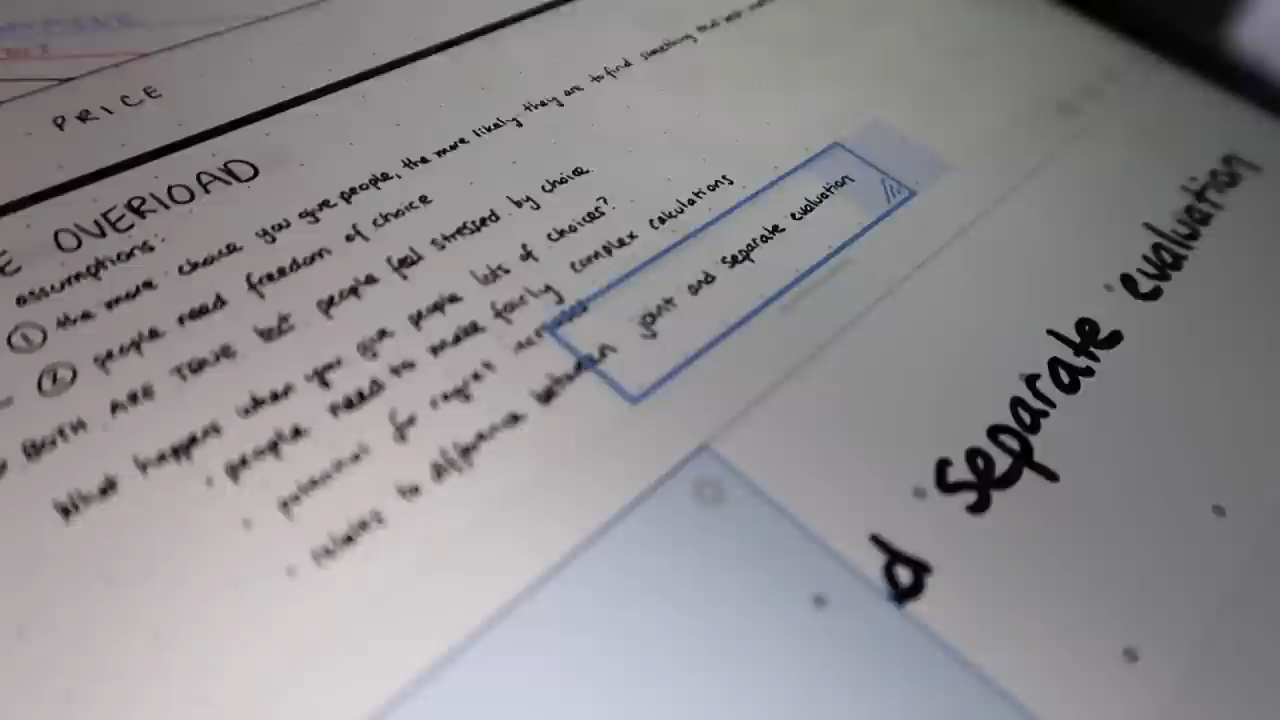 PRICE
E OVERLOAD
assumptions:
① the more choice you give people, the more likely they are to find something that
② people need freedom of choice
BOTH ARE TRUE but people feel stressed by choice.
What happens when you give people lots of choices?
• people need to make fairly complex calculations
• potential for regret increases
• relates to difference between joint and separate evaluation
d separate evaluation